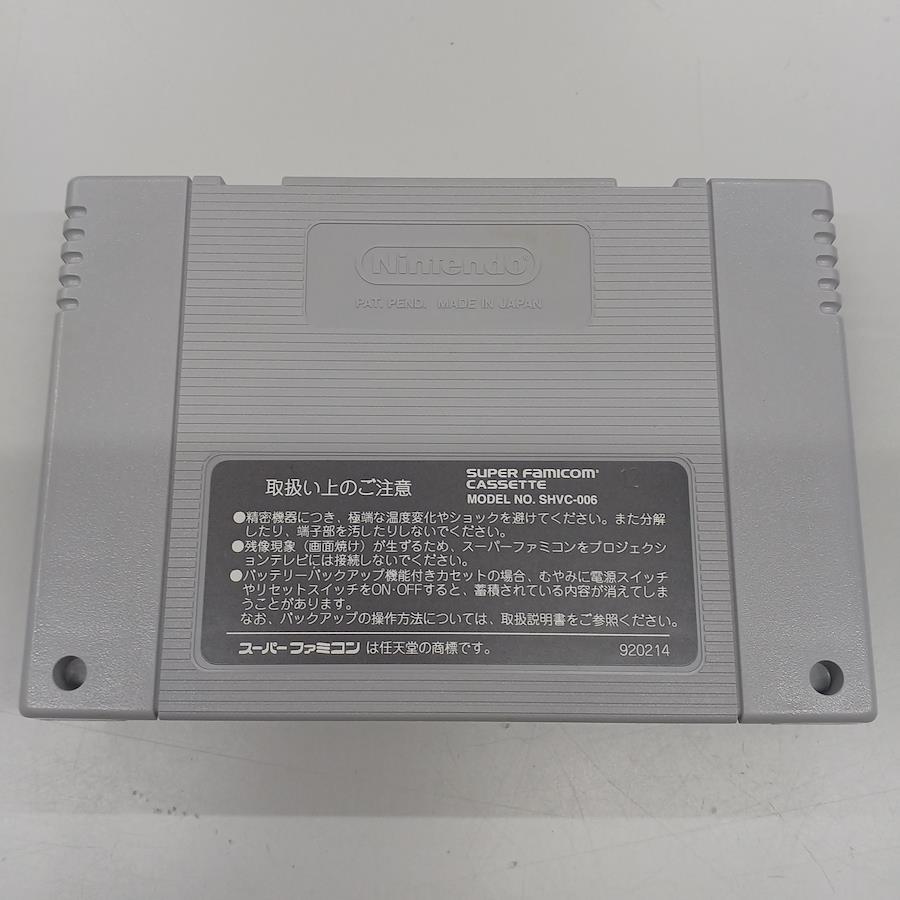 Nintendo®
PAT. PEND. MADE IN JAPAN
取扱い上のご注意
SUPER FAMICOM®
CASSETTE
MODEL NO. SHVC-006
●精密機器につき、極端な温度変化やショックを避けてください。また分解
したり、端子部を汚したりしないでください。
●残像現象（画面焼け）が生ずるため、スーパーファミコンをプロジェクシ
ョンテレビには接続しないでください。
●バッテリーバックアップ機能付きカセットの場合、むやみに電源スイッチ
やリセットスイッチをON・OFFすると、蓄積されている内容が消えてしま
うことがあります。
なお、バックアップの操作方法については、取扱説明書をご参照ください。
スーパーファミコン は任天堂の商標です。
920214